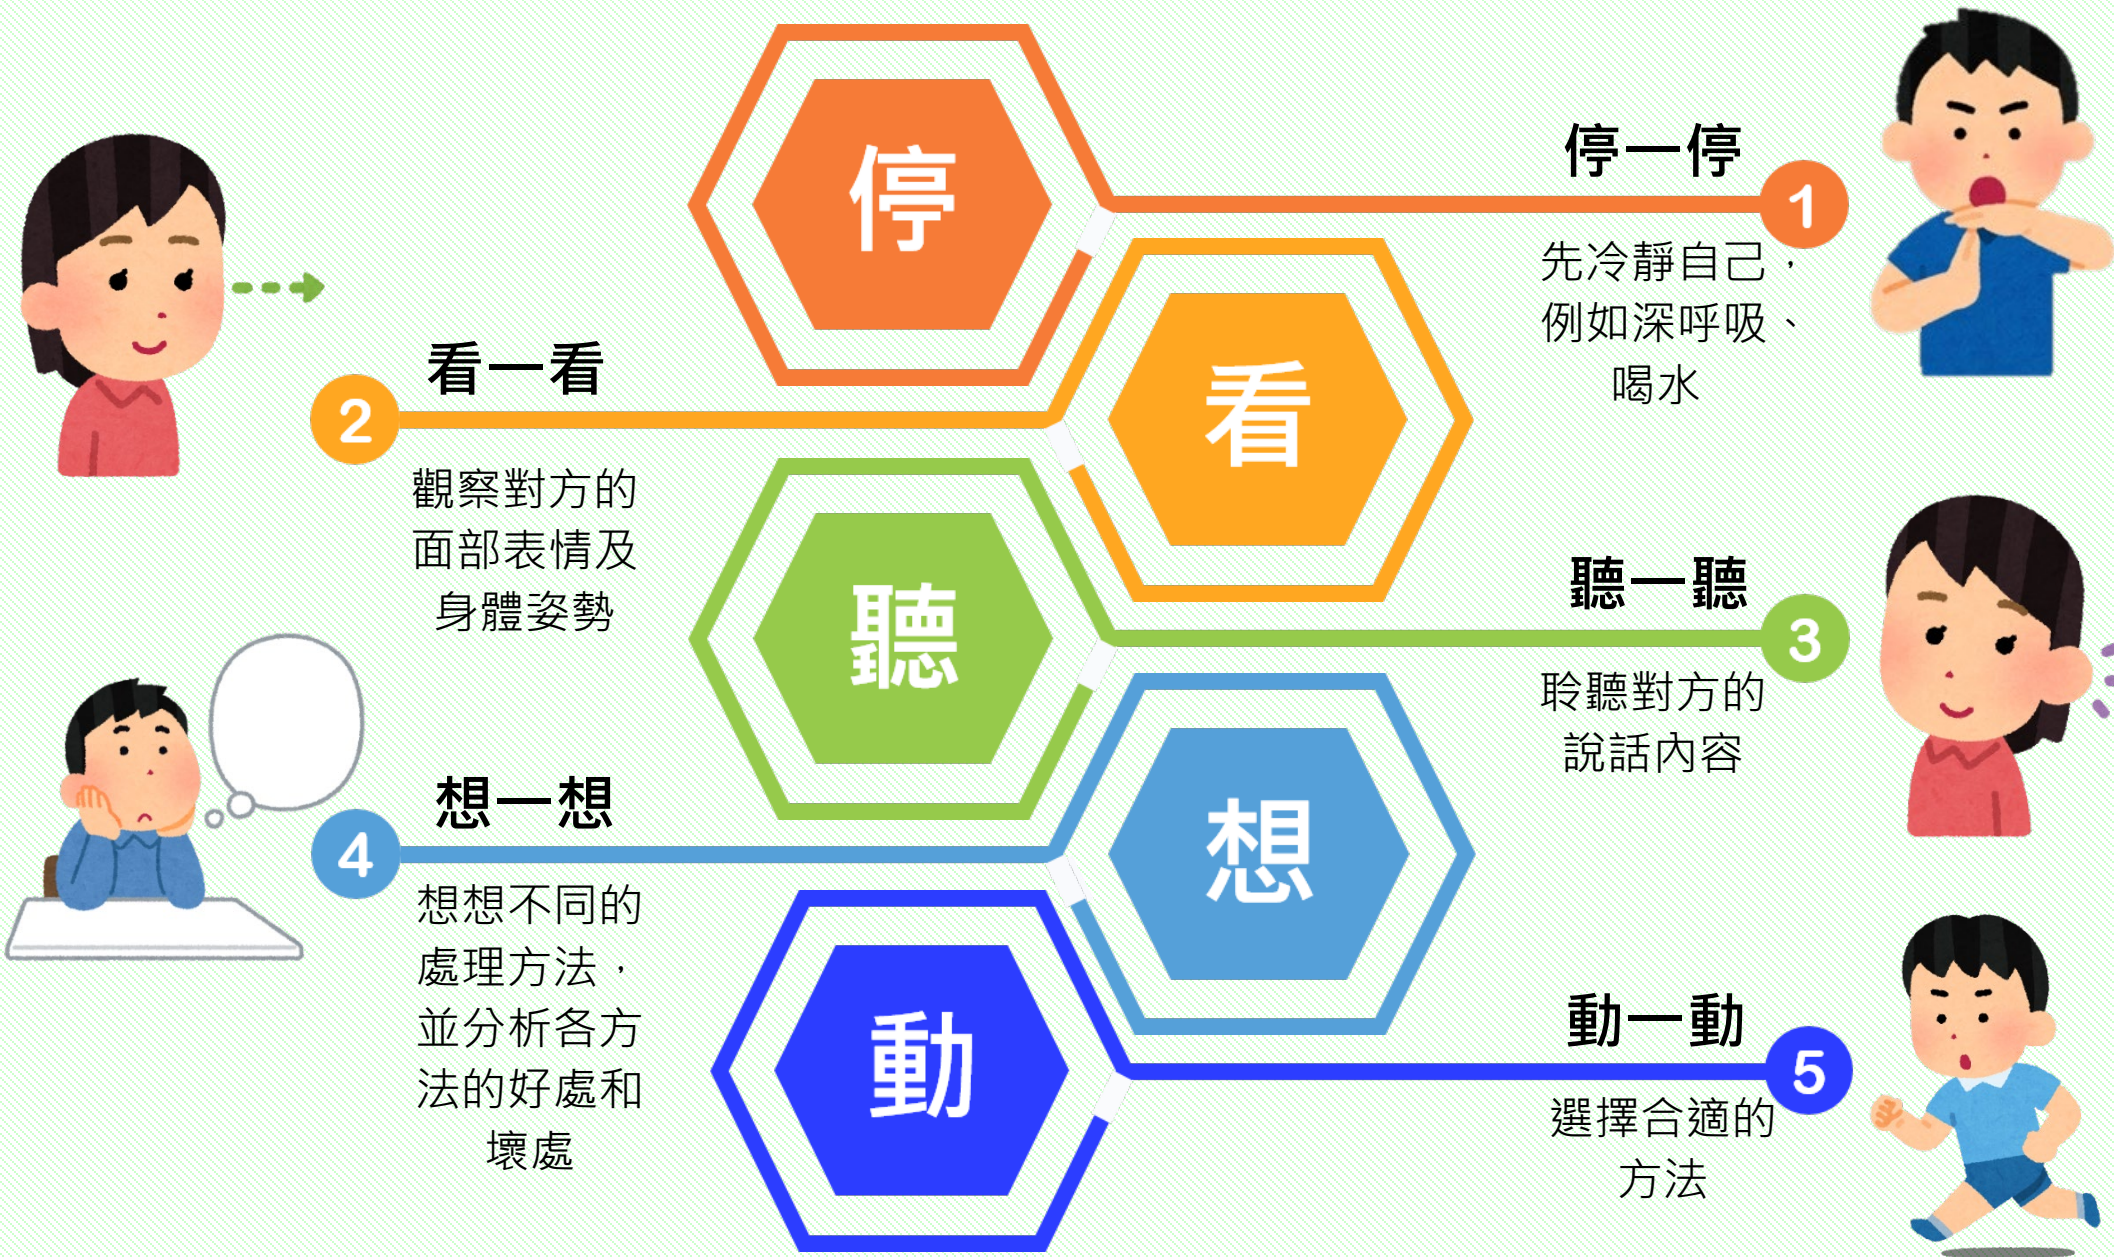 停
停一停
1
先冷靜自己，
例如深呼吸、
喝水
看
看一看
2
觀察對方的
面部表情及
身體姿勢
聽
聽一聽
3
聆聽對方的
說話內容
想
想一想
4
想想不同的
處理方法，
並分析各方
法的好處和
壞處
動
動一動
5
選擇合適的
方法